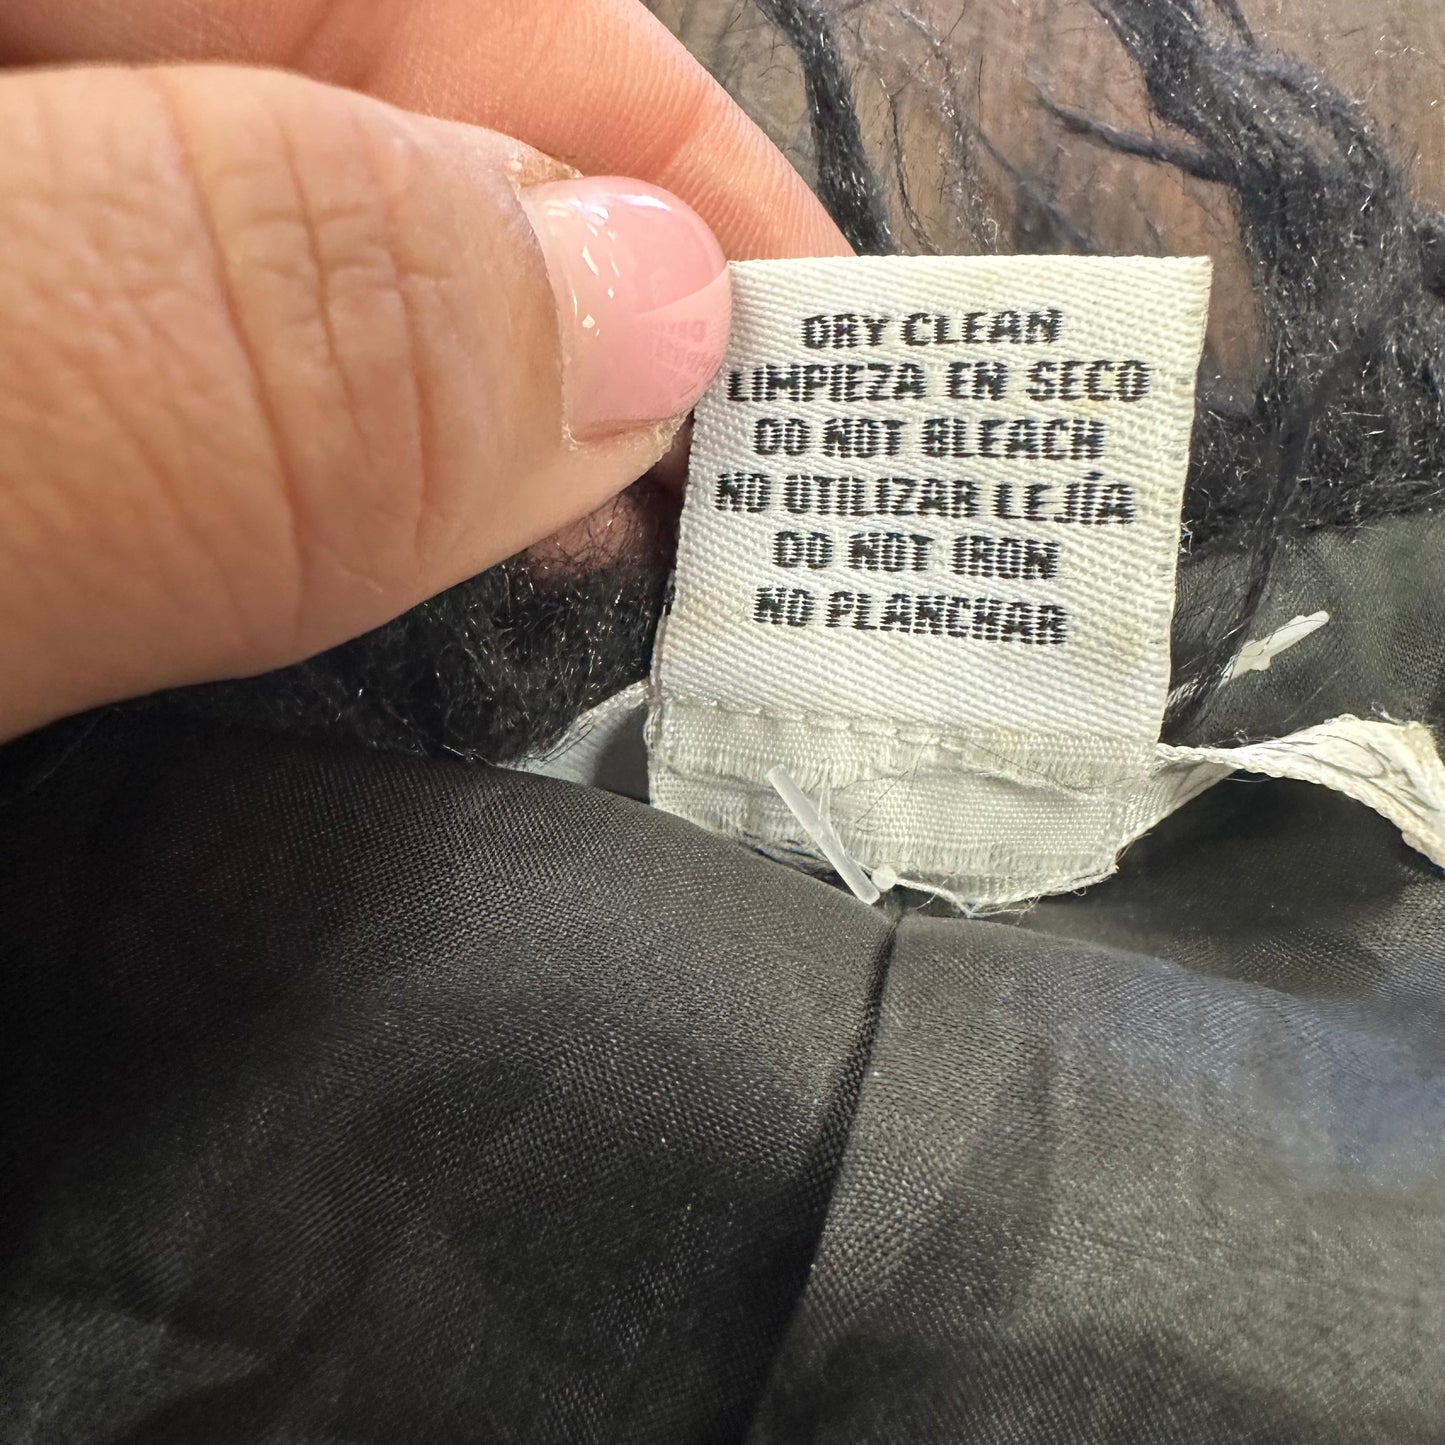 DRY CLEAN
LIMPIEZA EN SECO
DO NOT BLEACH
NO UTILIZAR LEJÍA
DO NOT IRON
NO PLANCHAR